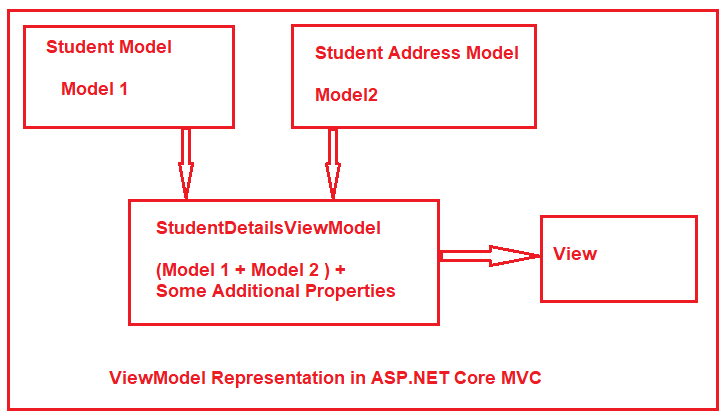 Student Model
Model 1
Student Address Model
Model2
StudentDetailsViewModel
(Model 1 + Model 2 ) +
Some Additional Properties
View
ViewModel Representation in ASP.NET Core MVC